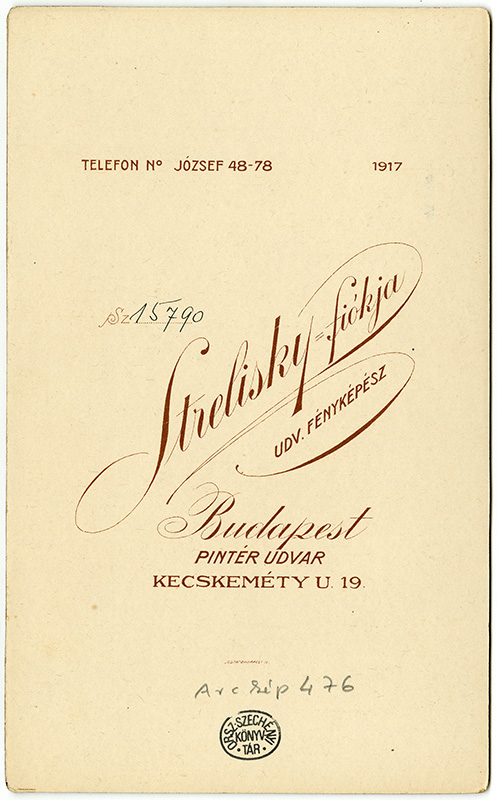 TELEFON Nº JÓZSEF 48-78 1917
Sz 15790
Strelisky=fiókja
UDV. FÉNYKÉPÉSZ
Budapest
PINTÉR UDVAR
KECSKEMÉTY U. 19.
Arckép 476
ORSZ. SZÉCHÉNYI
KÖNYV-
TÁR